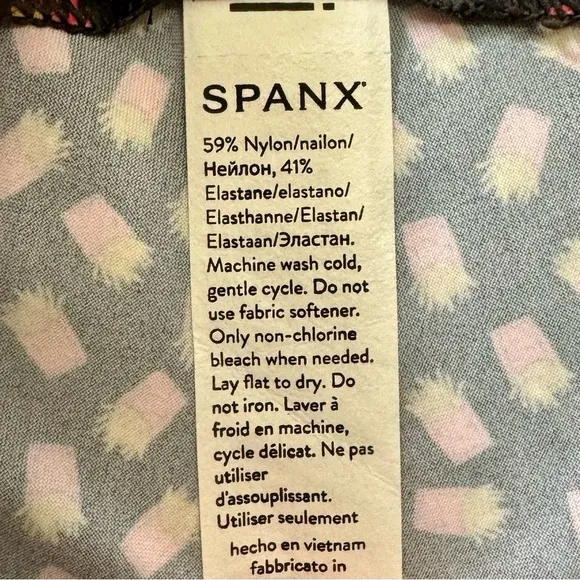 SPANX
59% Nylon/nailon/
Нейлон, 41%
Elastane/elastano/
Elasthanne/Elastan/
Elastaan/Эластан.
Machine wash cold,
gentle cycle. Do not
use fabric softener.
Only non-chlorine
bleach when needed.
Lay flat to dry. Do
not iron. Laver à
froid en machine,
cycle délicat. Ne pas
utiliser
d'assouplissant.
Utiliser seulement
hecho en vietnam
fabbricato in